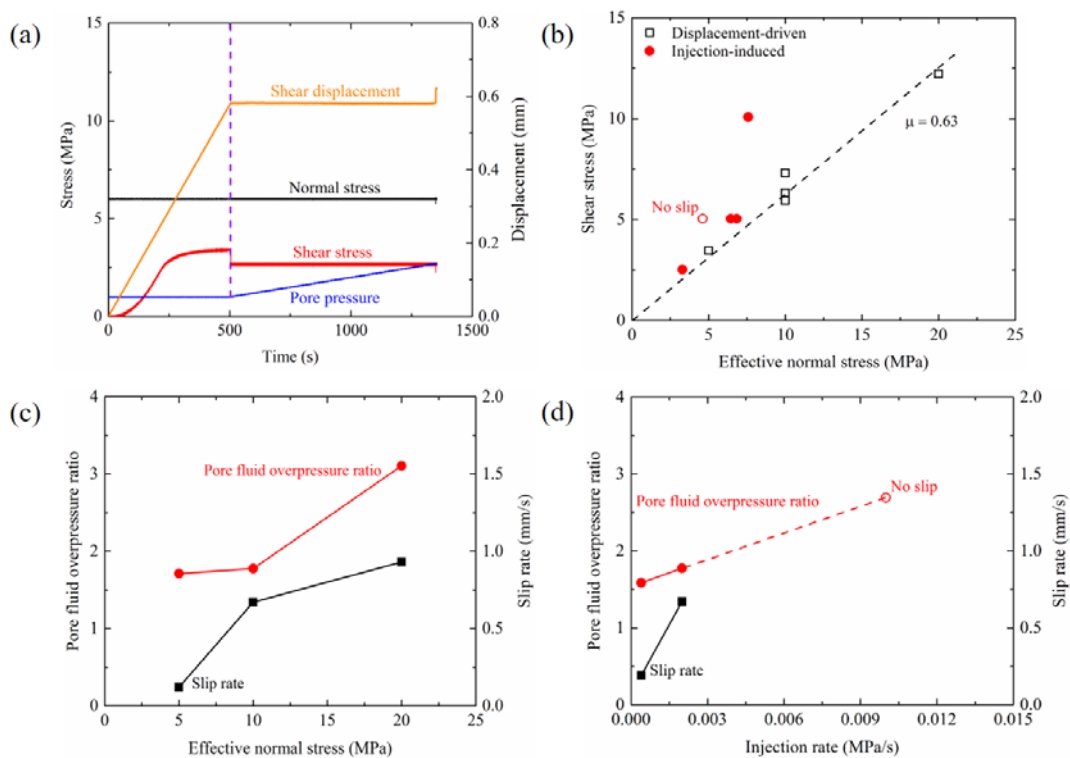 (a)
15
10
5
0
Stress (MPa)
0.8
0.6
0.4
0.2
0.0
Displacement (mm)
Shear displacement
Normal stress
Shear stress
Pore pressure
0
500
1000
1500
Time (s)
(b)
15
10
5
0
Shear stress (MPa)
Displacement-driven
Injection-induced
μ = 0.63
No slip
0
5
10
15
20
25
Effective normal stress (MPa)
(c)
4
3
2
1
0
Pore fluid overpressure ratio
2.0
1.5
1.0
0.5
0.0
Slip rate (mm/s)
Pore fluid overpressure ratio
Slip rate
0
5
10
15
20
25
Effective normal stress (MPa)
(d)
4
3
2
1
0
Pore fluid overpressure ratio
2.0
1.5
1.0
0.5
0.0
Slip rate (mm/s)
No slip
Pore fluid overpressure ratio
Slip rate
0.000
0.003
0.006
0.009
0.012
0.015
Injection rate (MPa/s)